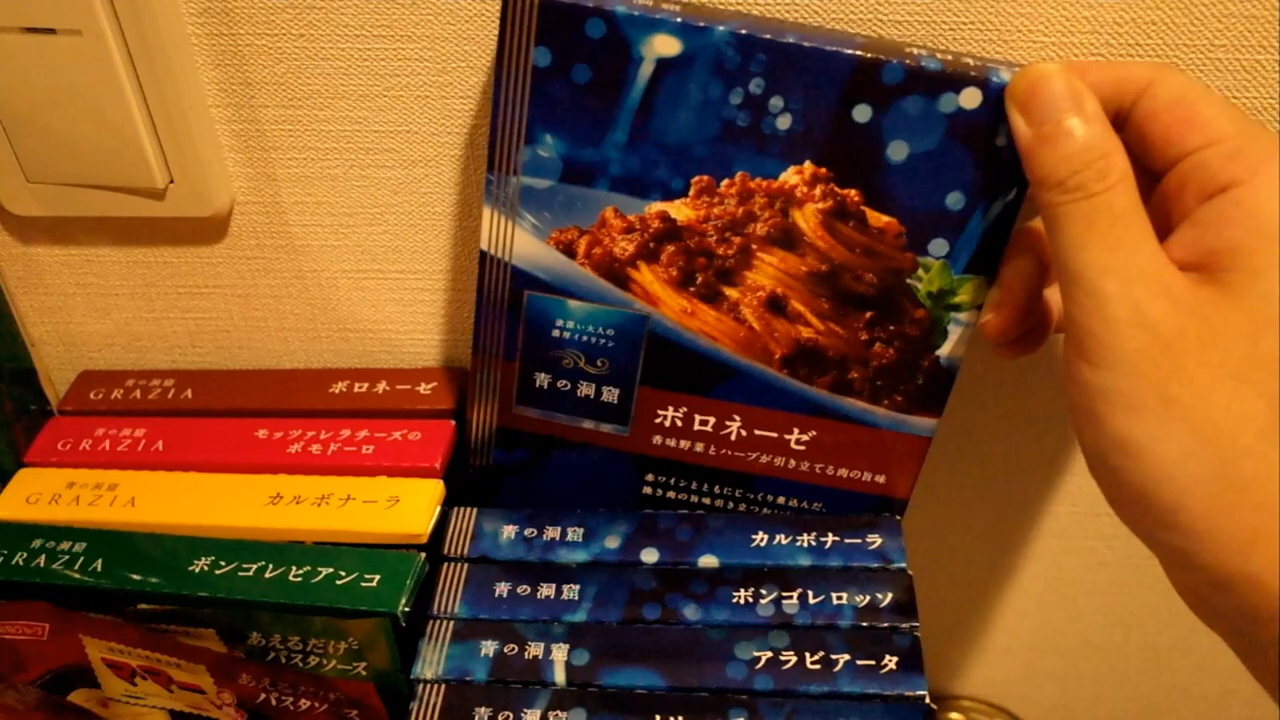 欲深い大人の
濃厚イタリアン
青の洞窟
ボロネーゼ
香味野菜とハーブが引き立てる肉の旨味
赤ワインとともにじっくり煮込んだ、
挽き肉の旨味引き立つ
青の洞窟
GRAZIA
ボロネーゼ
青の洞窟
GRAZIA
モッツァレラチーズの
ポモドーロ
青の洞窟
GRAZIA
カルボナーラ
青の洞窟
GRAZIA
ボンゴレビアンコ
青の洞窟
カルボナーラ
青の洞窟
ボンゴレロッソ
青の洞窟
アラビアータ
青の洞窟
あえるだけ
パスタソース
マ・マー
あえるだけ
パスタソース